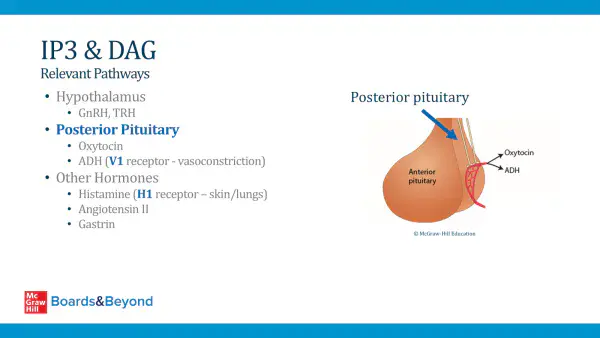 IP3 & DAG
Relevant Pathways
• Hypothalamus
• GnRH, TRH
• Posterior Pituitary
• Oxytocin
• ADH (V1 receptor - vasoconstriction)
• Other Hormones
• Histamine (H1 receptor – skin/lungs)
• Angiotensin II
• Gastrin
Posterior pituitary
Oxytocin
ADH
Anterior
pituitary
© McGraw-Hill Education
Mc
Graw
Hill
Boards&Beyond